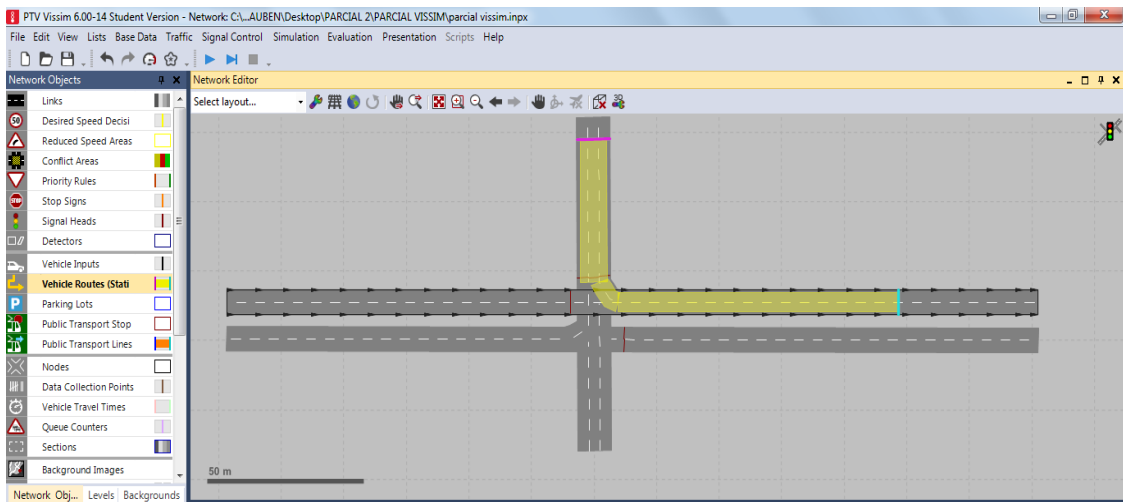 PTV Vissim 6.00-14 Student Version - Network: C:\...AUBEN\Desktop\PARCIAL 2\PARCIAL VISSIM\parcial vissim.inpx
File Edit View Lists Base Data Traffic Signal Control Simulation Evaluation Presentation Scripts Help
Network Objects
Network Editor
Select layout...
Links
50
Desired Speed Decisi
Reduced Speed Areas
Conflict Areas
Priority Rules
STOP
Stop Signs
Signal Heads
Detectors
Vehicle Inputs
Vehicle Routes (Stati
P
Parking Lots
Public Transport Stop
Public Transport Lines
Nodes
Data Collection Points
Vehicle Travel Times
Queue Counters
Sections
Background Images
Network Obj... Levels Backgrounds
50 m